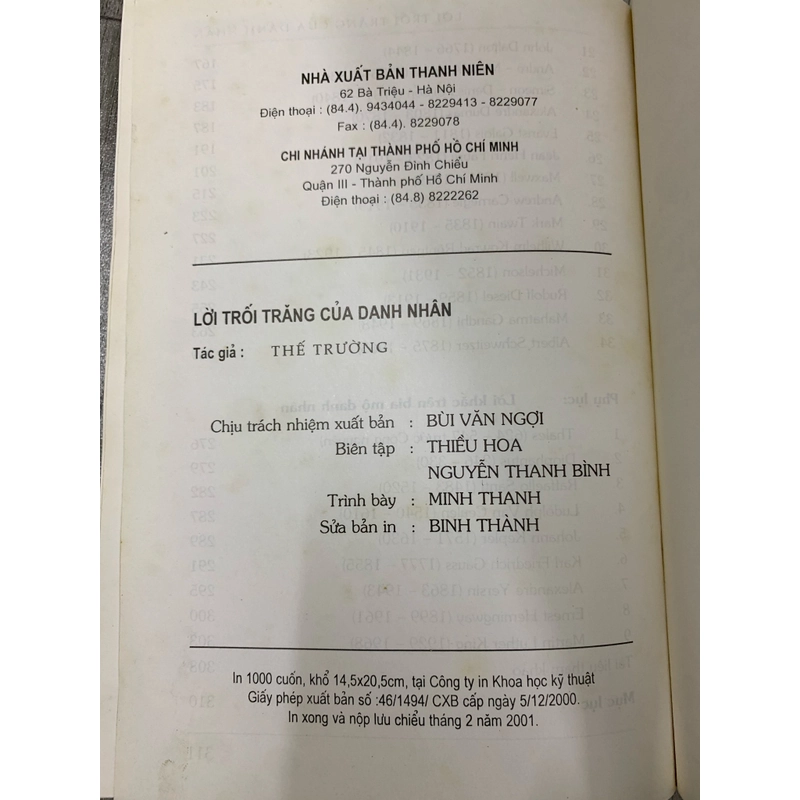 NHÀ XUẤT BẢN THANH NIÊN
62 Bà Triệu - Hà Nội
Điện thoại : (84.4). 9434044 - 8229413 - 8229077
Fax : (84.4). 8229078
CHI NHÁNH TẠI THÀNH PHỐ HỒ CHÍ MINH
270 Nguyễn Đình Chiểu
Quận III - Thành phố Hồ Chí Minh
Điện thoại : (84.8) 8222262
LỜI TRỐI TRĂNG CỦA DANH NHÂN
Tác giả : THẾ TRƯỜNG
Chịu trách nhiệm xuất bản : BÙI VĂN NGỢI
Biên tập : THIỀU HOA
NGUYỄN THANH BÌNH
Trình bày : MINH THANH
Sửa bản in : BINH THÀNH
In 1000 cuốn, khổ 14,5x20,5cm, tại Công ty in Khoa học kỹ thuật
Giấy phép xuất bản số :46/1494/ CXB cấp ngày 5/12/2000.
In xong và nộp lưu chiểu tháng 2 năm 2001.